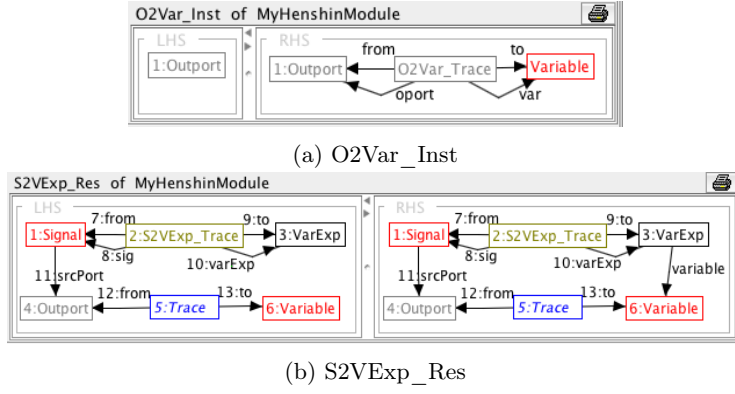 O2Var_Inst of MyHenshinModule
LHS
1:Outport
RHS
from
to
1:Outport
O2Var_Trace
Variable
oport
var
(a) O2Var_Inst
S2VExp_Res of MyHenshinModule
LHS
7:from
9:to
1:Signal
2:S2VExp_Trace
3:VarExp
8:sig
10:varExp
11:srcPort
12:from
13:to
4:Outport
5:Trace
6:Variable
RHS
7:from
9:to
1:Signal
2:S2VExp_Trace
3:VarExp
8:sig
10:varExp
variable
11:srcPort
12:from
13:to
4:Outport
5:Trace
6:Variable
(b) S2VExp_Res